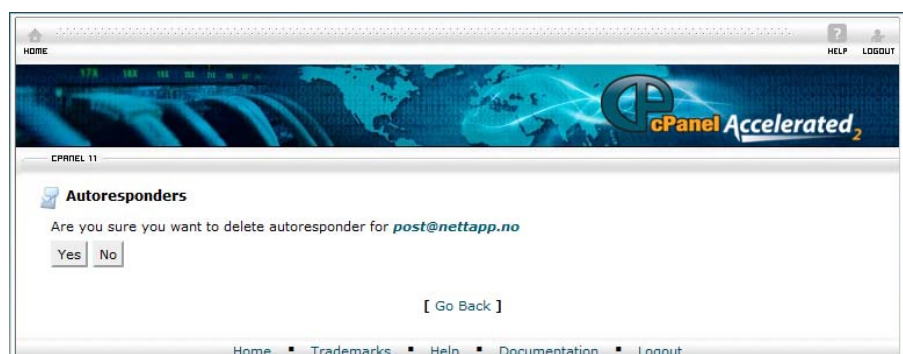 HOME
HELP LOGOUT
cPanel Accelerated2
CPANEL 11
Autoresponders
Are you sure you want to delete autoresponder for post@nettapp.no
Yes No
[ Go Back ]
Home ▪ Trademarks ▪ Help ▪ Documentation ▪ Logout